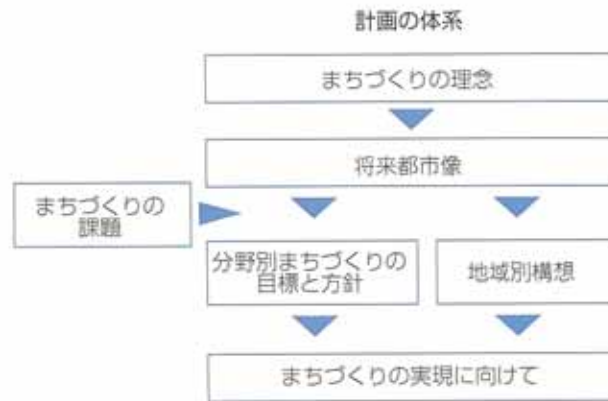 計画の体系
まちづくりの理念
将来都市像
まちづくりの
課題
分野別まちづくりの
目標と方針
地域別構想
まちづくりの実現に向けて